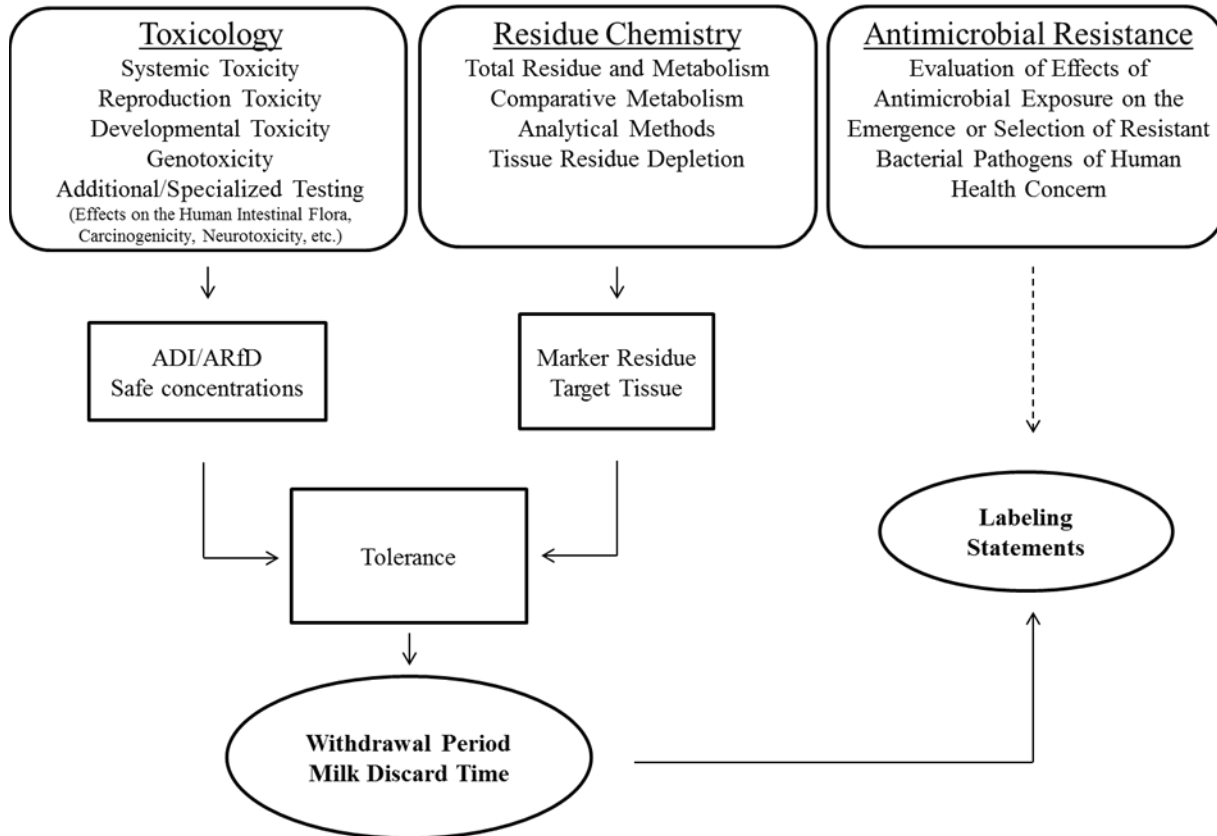 Toxicology
Systemic Toxicity
Reproduction Toxicity
Developmental Toxicity
Genotoxicity
Additional/Specialized Testing
(Effects on the Human Intestinal Flora,
Carcinogenicity, Neurotoxicity, etc.)
Residue Chemistry
Total Residue and Metabolism
Comparative Metabolism
Analytical Methods
Tissue Residue Depletion
Antimicrobial Resistance
Evaluation of Effects of
Antimicrobial Exposure on the
Emergence or Selection of Resistant
Bacterial Pathogens of Human
Health Concern
ADI/ARfD
Safe concentrations
Marker Residue
Target Tissue
Tolerance
Labeling
Statements
Withdrawal Period
Milk Discard Time